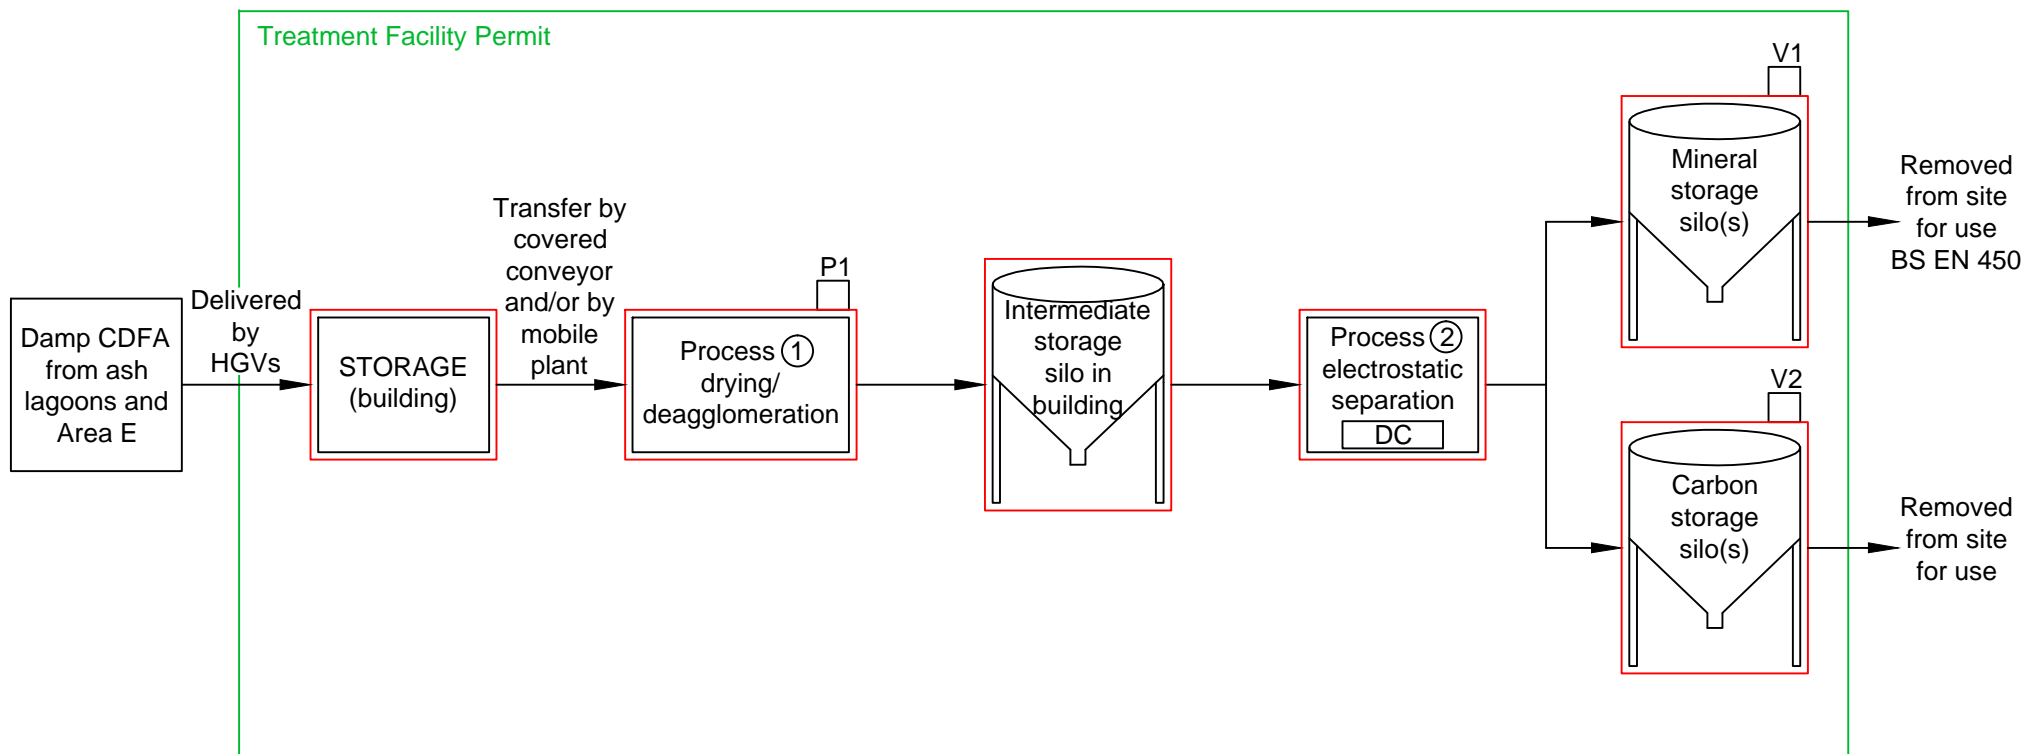 Treatment Facility Permit
Damp CDFA
from ash
lagoons and
Area E
Delivered
by
HGVs
STORAGE
(building)
Transfer by
covered
conveyor
and/or by
mobile
plant
P1
Process 1
drying/
deagglomeration
Intermediate
storage
silo in
building
Process 2
electrostatic
separation
DC
V1
Mineral
storage
silo(s)
Removed
from site
for use
BS EN 450
V2
Carbon
storage
silo(s)
Removed
from site
for use